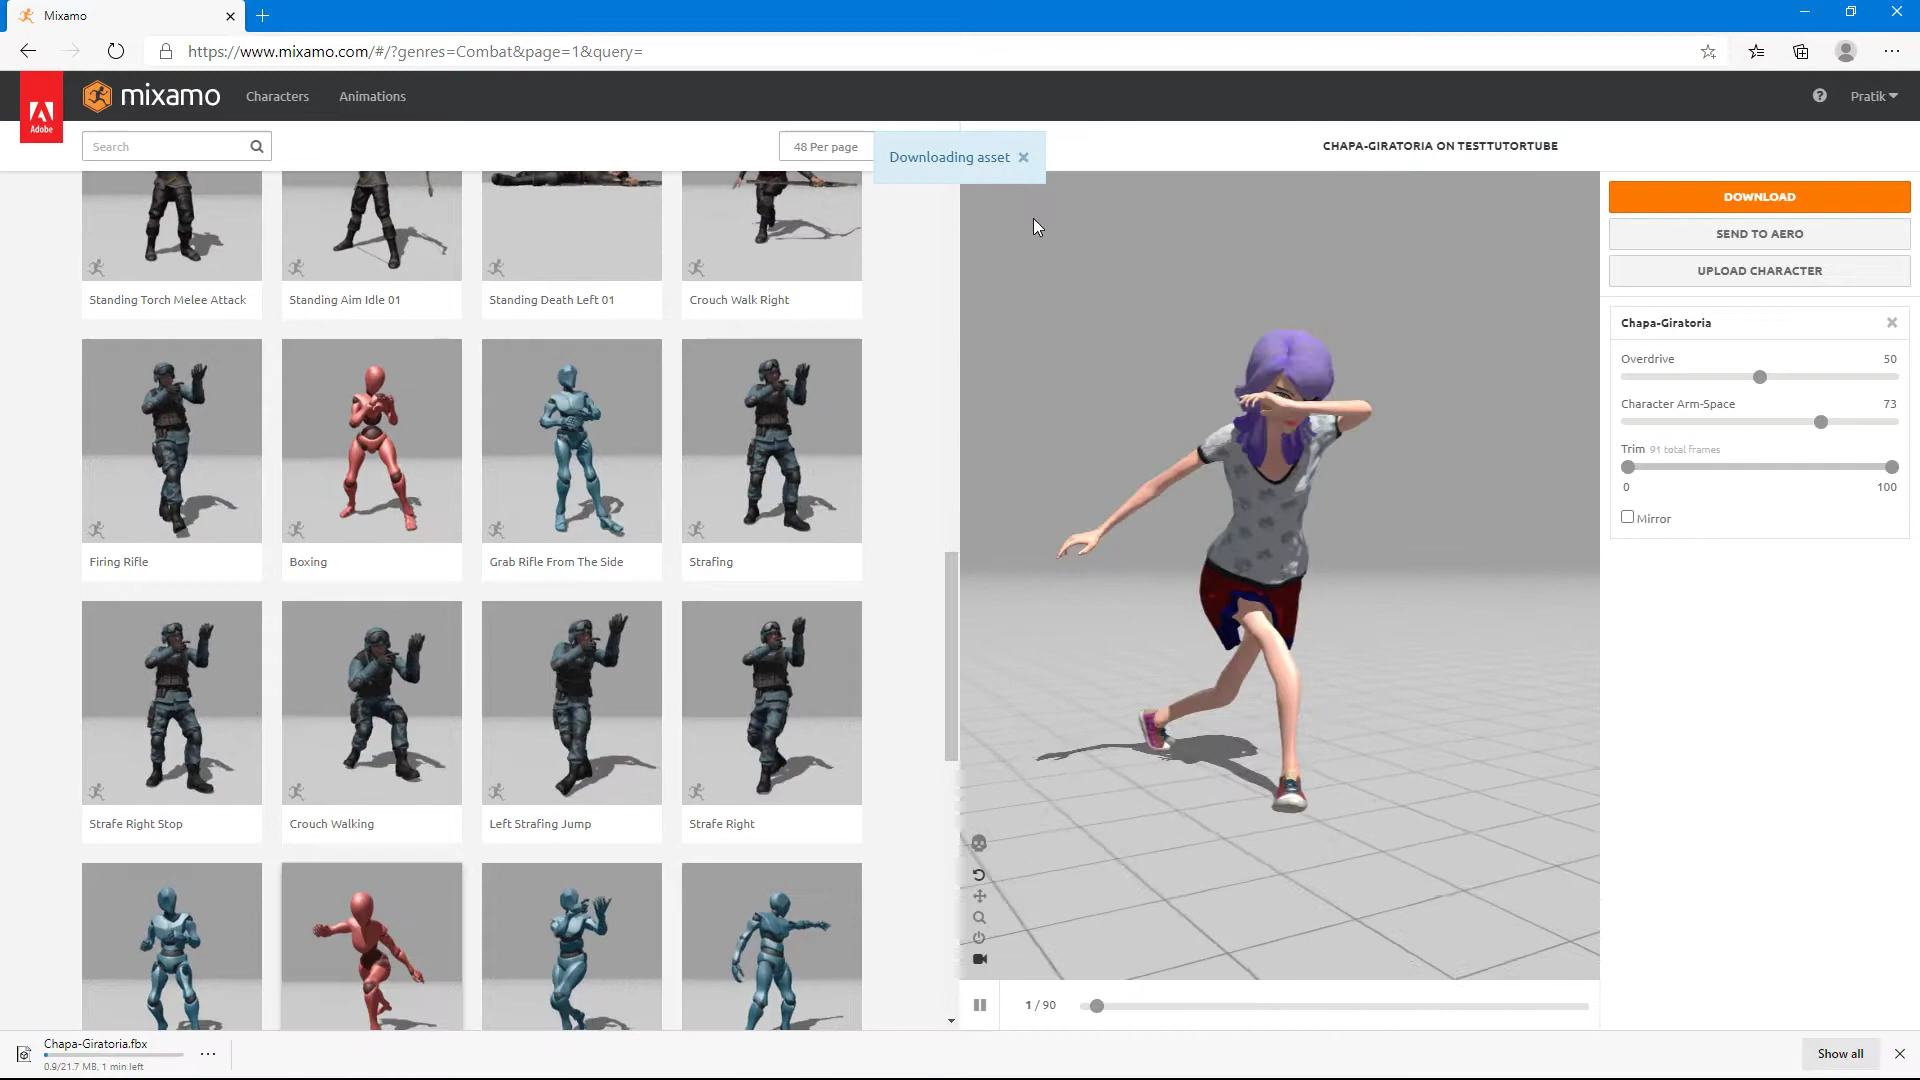 Mixamo
https://www.mixamo.com/#/?genres=Combat&page=1&query=
Adobe
mixamo
Characters
Animations
Pratik
Search
48 Per page
Downloading asset
CHAPA-GIRATORIA ON TESTTUTORTUBE
Standing Torch Melee Attack
Standing Aim Idle 01
Standing Death Left 01
Crouch Walk Right
Firing Rifle
Boxing
Grab Rifle From The Side
Strafing
Strafe Right Stop
Crouch Walking
Left Strafing Jump
Strafe Right
DOWNLOAD
SEND TO AERO
UPLOAD CHARACTER
Chapa-Giratoria
Overdrive 50
Character Arm-Space 73
Trim 91 total frames
0 100
Mirror
1 / 90
Chapa-Giratoria.fbx
0.9/21.7 MB, 1 min left
Show all